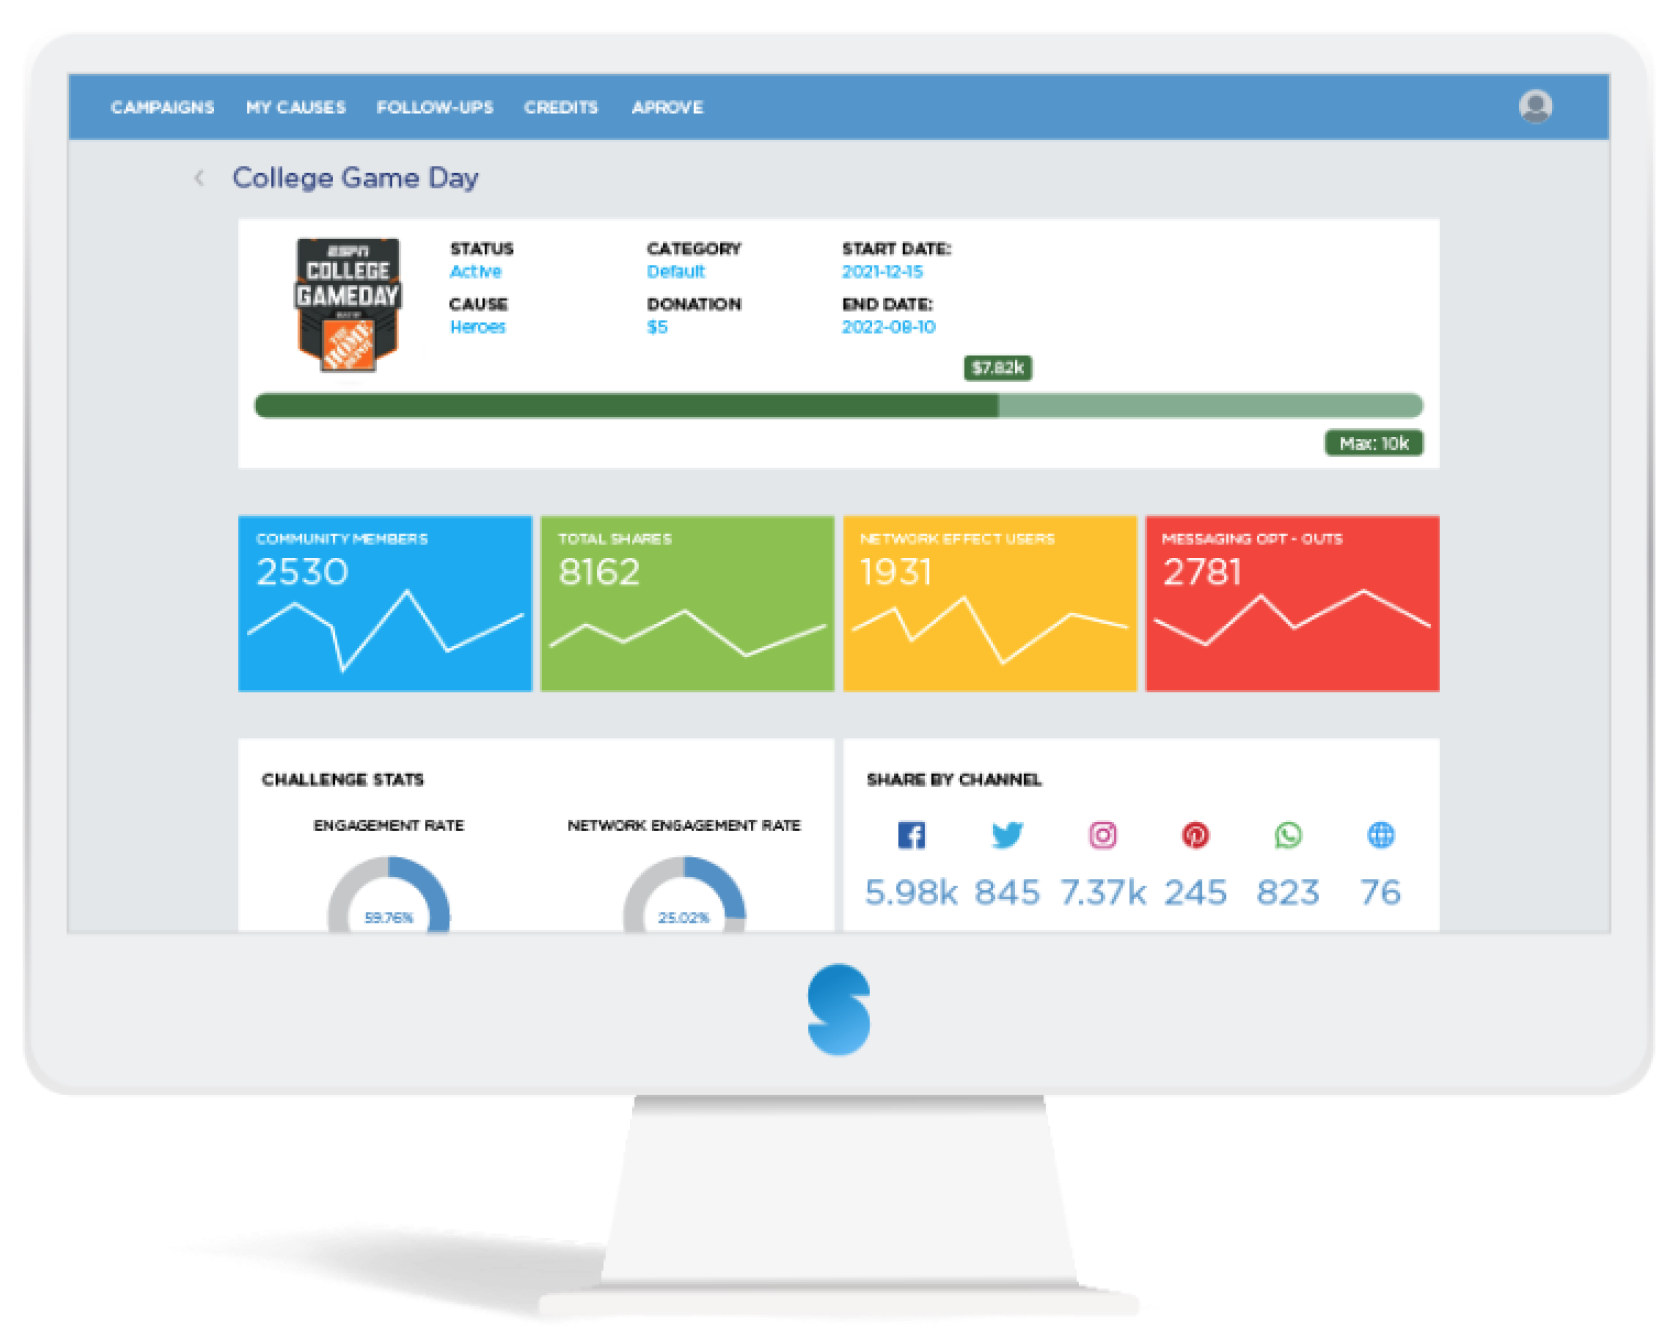 CAMPAIGNS MY CAUSES FOLLOW-UPS CREDITS APROVE
College Game Day
ESPN
COLLEGE
GAMEDAY
THE
HOME
DEPOT
STATUS CATEGORY START DATE:
Active Default 2021-12-15
CAUSE DONATION END DATE:
Heroes $5 2022-08-10
$7.82k
Max: 10k
COMMUNITY MEMBERS TOTAL SHARES NETWORK EFFECT USERS MESSAGING OPT - OUTS
2530 8162 1931 2781
CHALLENGE STATS SHARE BY CHANNEL
ENGAGEMENT RATE NETWORK ENGAGEMENT RATE
5.98k 845 7.37k 245 823 76
59.76% 25.02%